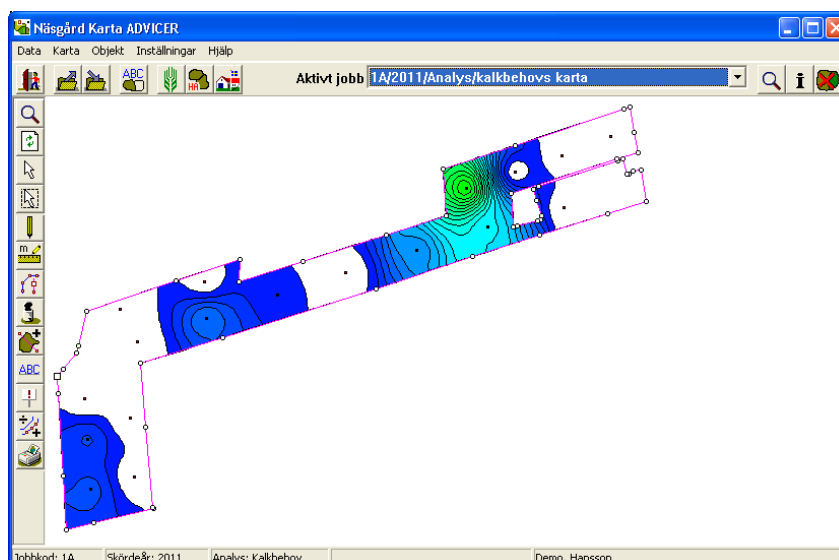 Näsgård Karta ADVICER
Data Karta Objekt Inställningar Hjälp
ABC HA Aktivt jobb 1A/2011/Analys/kalkbehovs karta i
m
ABC
Jobbkod: 1A Skördeår: 2011 Analys: Kalkbehov Demo, Hansson